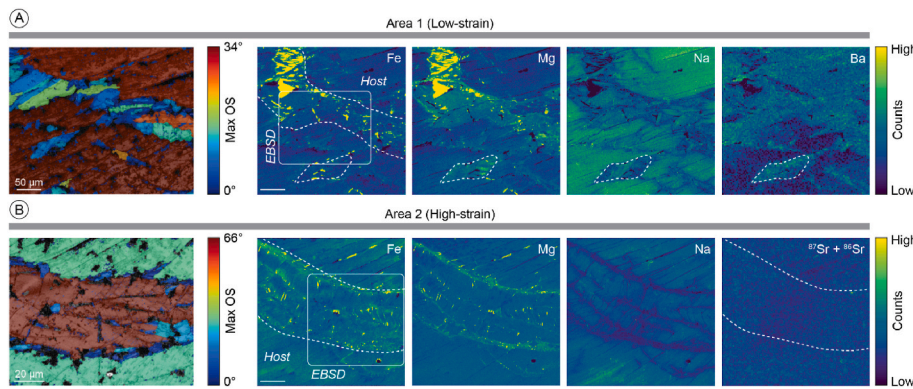 A
Area 1 (Low-strain)
50 μm
34°
Max OS
0°
Fe
Host
EBSD
Mg
Na
Ba
High
Counts
Low
B
Area 2 (High-strain)
20 μm
66°
Max OS
0°
Fe
Host
EBSD
Mg
Na
⁸⁷Sr + ⁸⁶Sr
High
Counts
Low